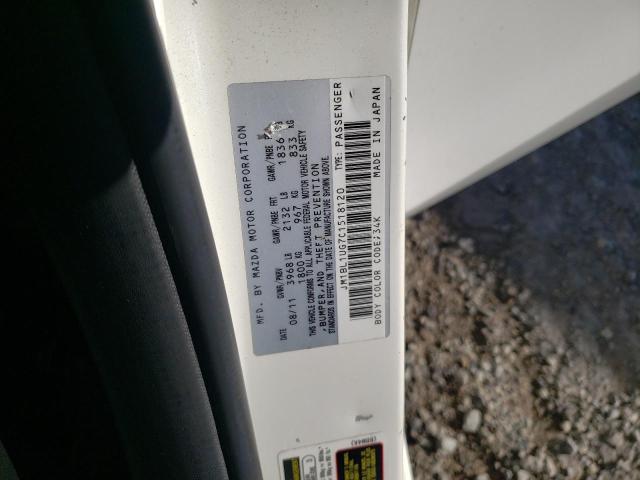 MFD. BY MAZDA MOTOR CORPORATION
DATE GVWR/PNBV GAWR/PNBE FRT GAWR/PNBE
08/11 3968 LB 2132 LB 1836
1800 KG 967 KG 833 KG
THIS VEHICLE CONFORMS TO ALL APPLICABLE FEDERAL MOTOR VEHICLE SAFETY
, BUMPER, AND THEFT PREVENTION
STANDARDS IN EFFECT ON THE DATE OF MANUFACTURE SHOWN ABOVE.
JM1BL1UG7C1518120 TYPE: PASSENGER
BODY COLOR CODE/34K MADE IN JAPAN